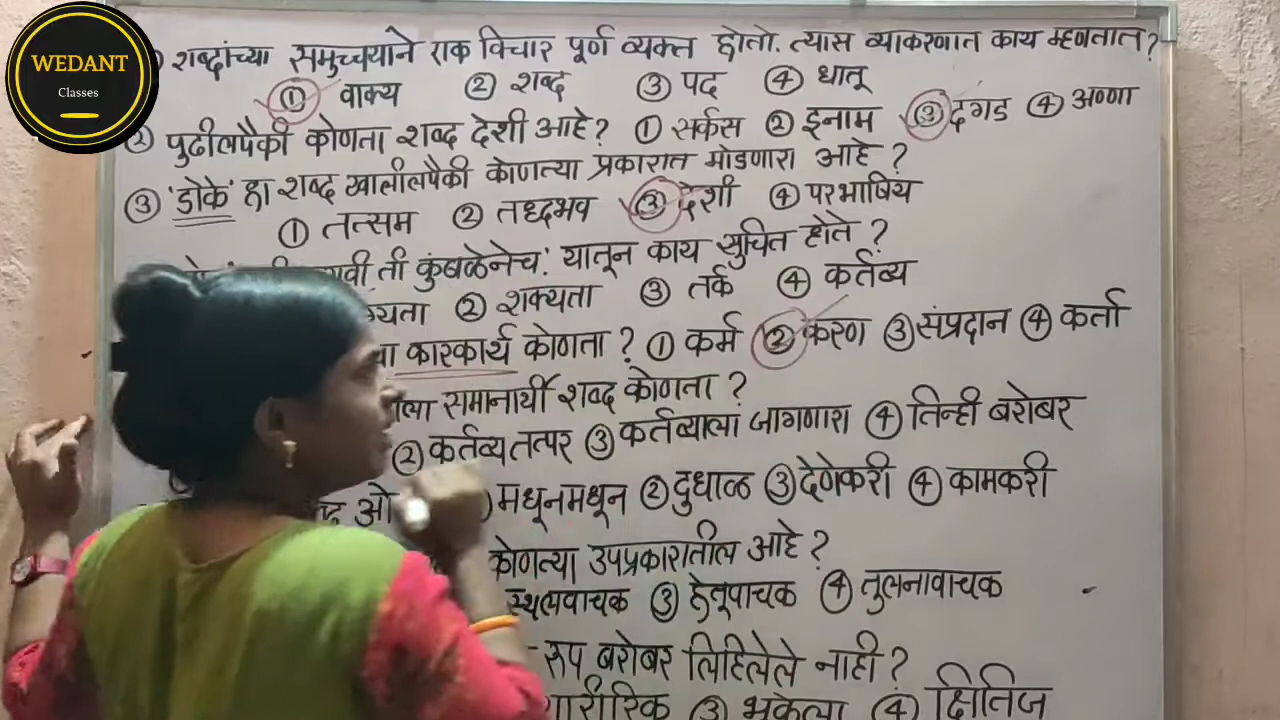 WEDANT
Classes
शब्दांच्या समुच्चयाने राक विचार पूर्ण व्यक्त होतो. त्यास व्याकरणात काय म्हणतात?
① वाक्य ② शब्द ③ पद ④ धातू
② पुढीलपैकी कोणता शब्द देशी आहे? ① सर्कस ② इनाम ③ दगड ④ अण्णा
③ 'डोके' हा शब्द खालीलपैकी कोणत्या प्रकारात मोडणारा आहे?
① तत्सम ② तद्भव ③ देशी ④ परभाषिय
ती कुंबळेनेच.' यातून काय सुचित होते?
② शक्यता ③ तर्क ④ कर्तव्य
कारकार्थ कोणता? ① कर्म ② करण ③ संप्रदान ④ कर्ता
समानार्थी शब्द कोणता?
② कर्तव्यतत्पर ③ कर्तव्याला जागणारा ④ तिन्ही बरोबर
मधूनमधून ② दुधाळ ③ देणेकरी ④ कामकरी
कोणत्या उपप्रकारातील आहे?
स्थलवाचक ③ हेतूवाचक ④ तुलनावाचक
रूप बरोबर लिहिलेले नाही?
③ भकेला ④ क्षितिज